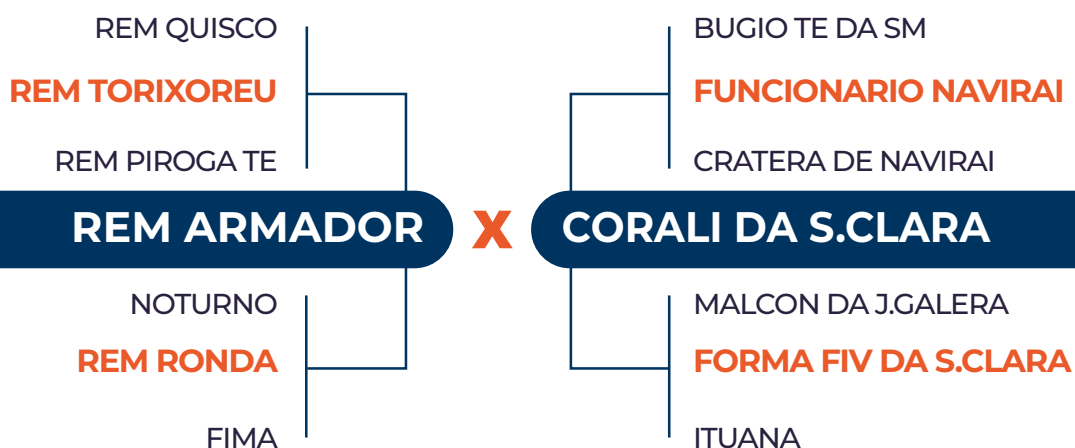 REM QUISCO
REM TORIXOREU
REM PIROGA TE
REM ARMADOR
NOTURNO
REM RONDA
FIMA
X
BUGIO TE DA SM
FUNCIONARIO NAVIRAI
CRATERA DE NAVIRAI
CORALI DA S.CLARA
MALCON DA J.GALERA
FORMA FIV DA S.CLARA
ITUANA